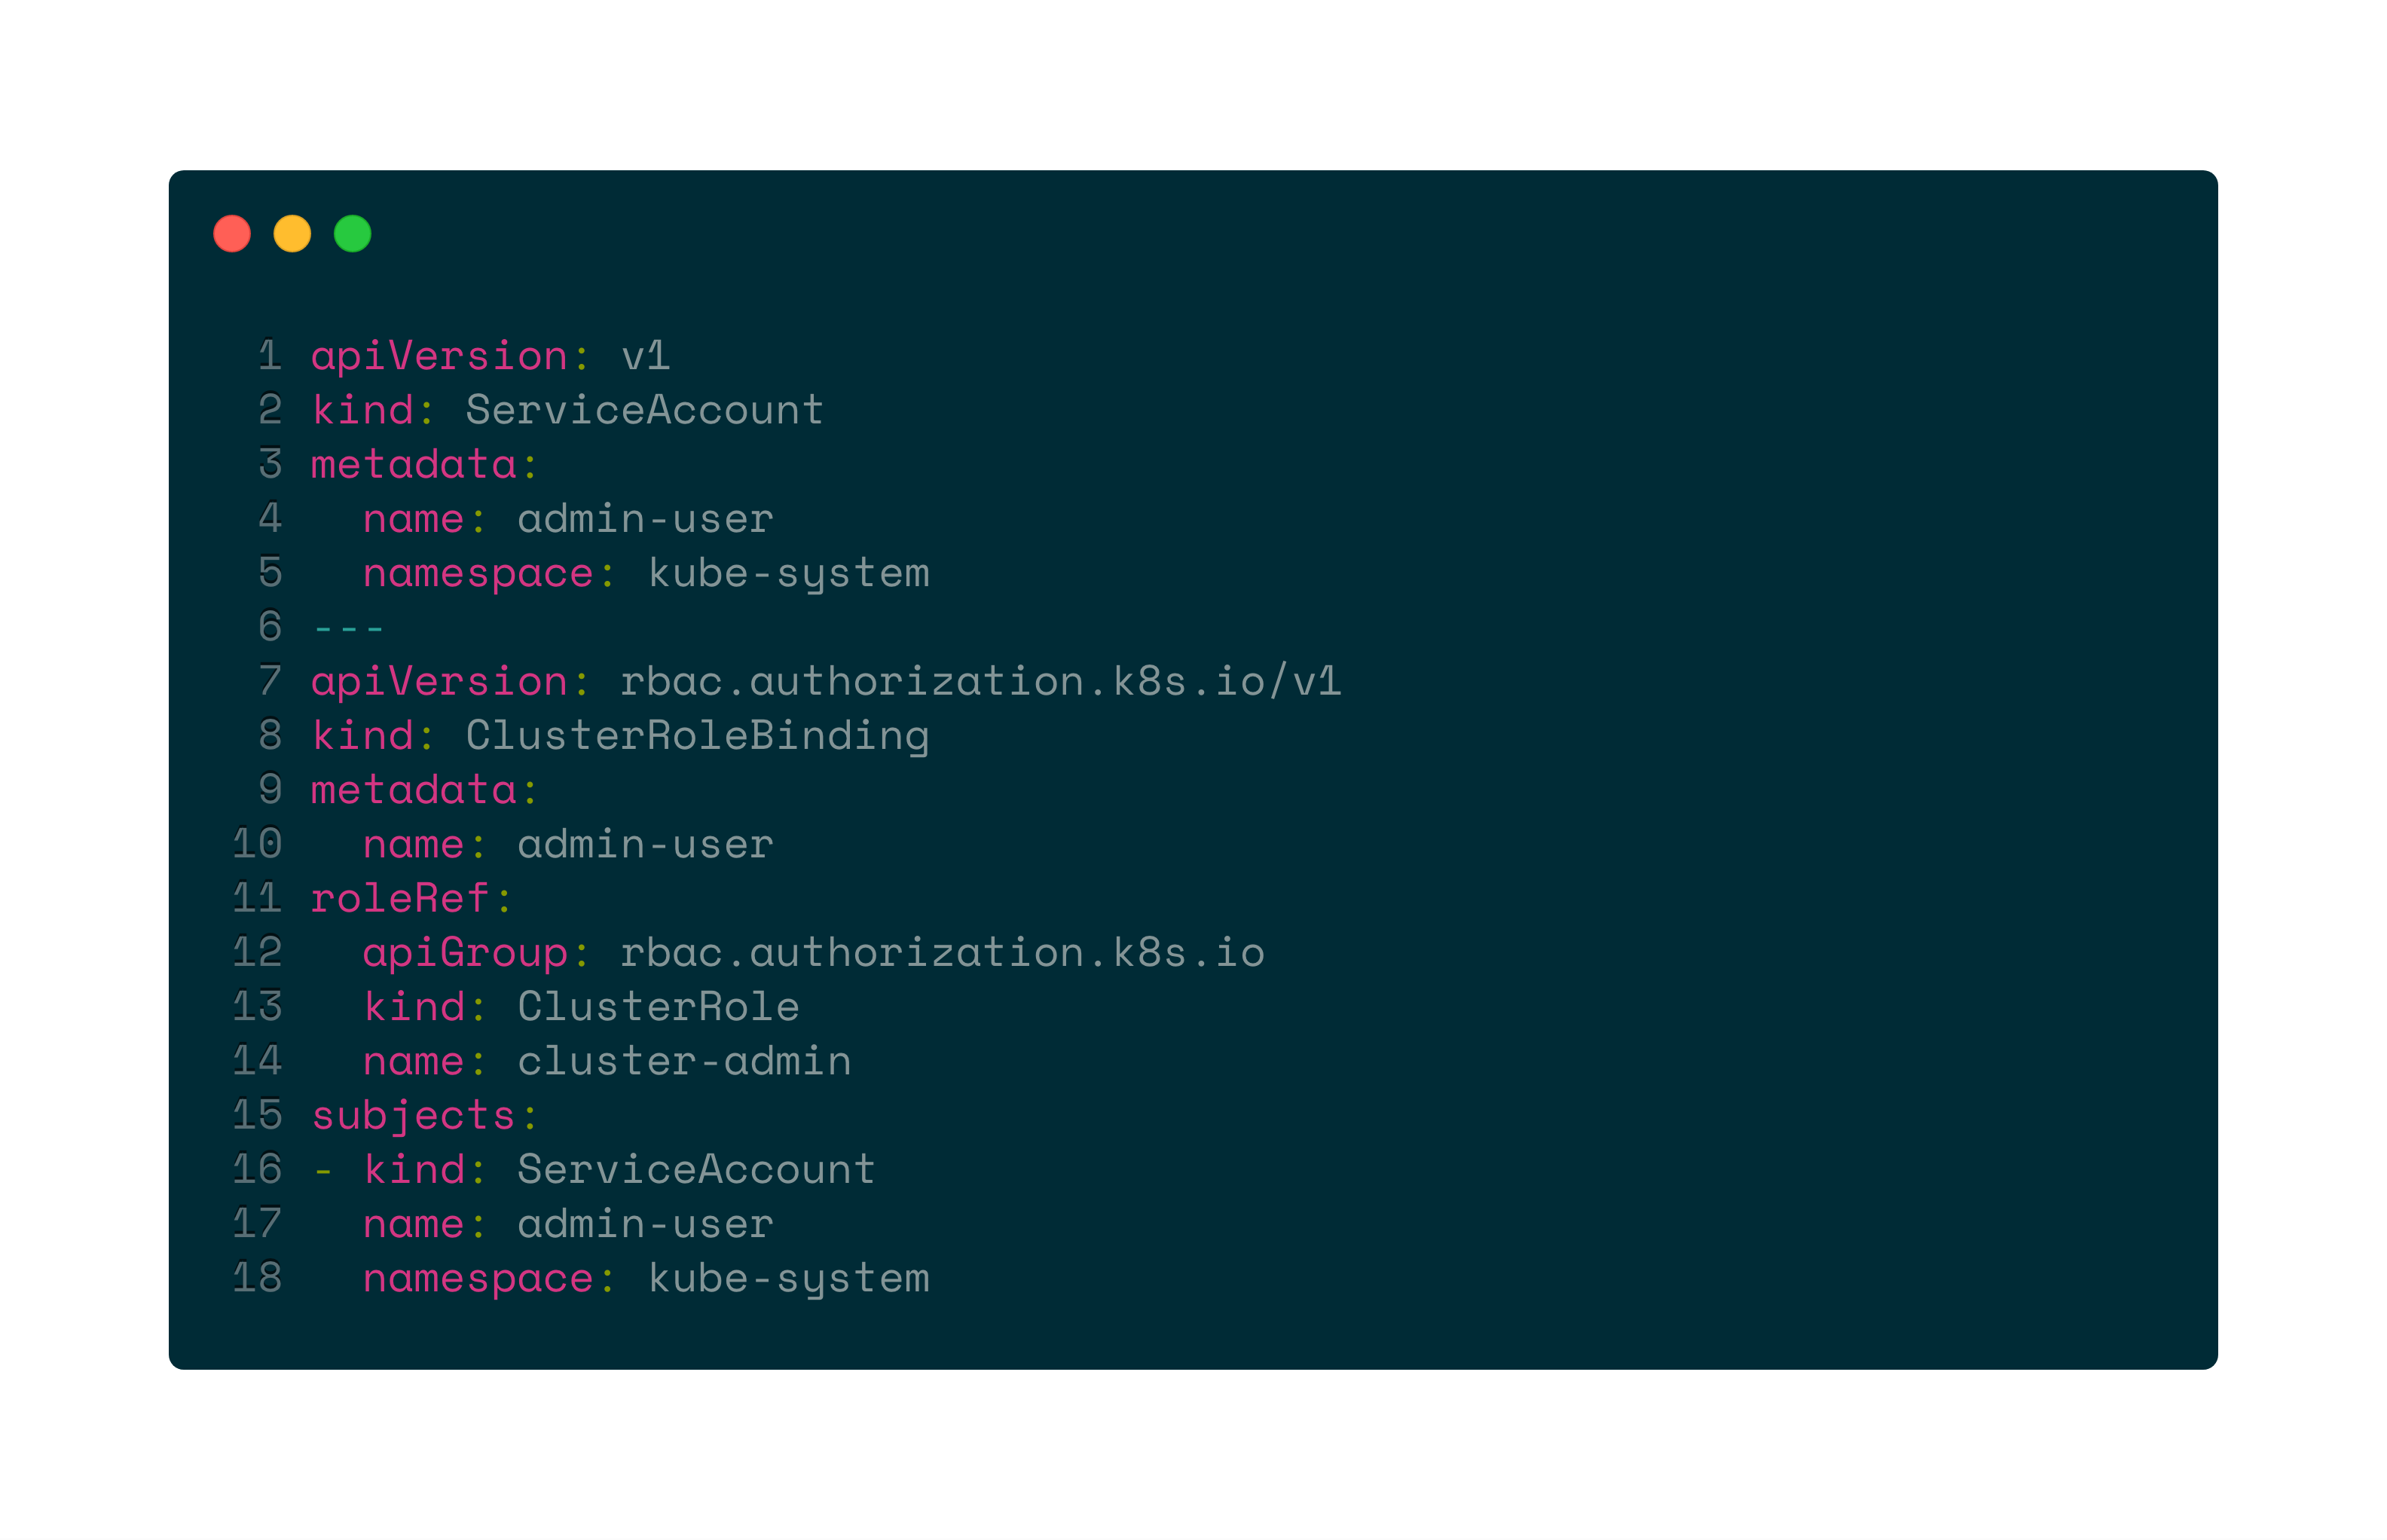 1 apiVersion: v1
2 kind: ServiceAccount
3 metadata:
4   name: admin-user
5   namespace: kube-system
6 ---
7 apiVersion: rbac.authorization.k8s.io/v1
8 kind: ClusterRoleBinding
9 metadata:
10   name: admin-user
11 roleRef:
12   apiGroup: rbac.authorization.k8s.io
13   kind: ClusterRole
14   name: cluster-admin
15 subjects:
16 - kind: ServiceAccount
17   name: admin-user
18   namespace: kube-system